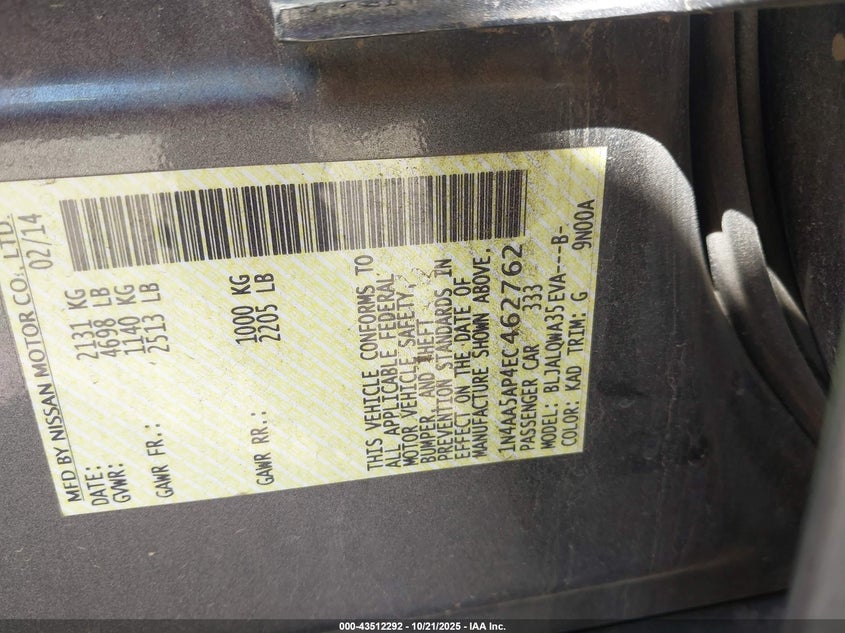 MFD BY NISSAN MOTOR CO., LTD.
DATE: 02/14
GVWR: 2131 KG
4698 LB
GAWR FR.: 1140 KG
2513 LB
GAWR RR.: 1000 KG
2205 LB
THIS VEHICLE CONFORMS TO
ALL APPLICABLE FEDERAL
MOTOR VEHICLE SAFETY,
BUMPER, AND THEFT
PREVENTION STANDARDS IN
EFFECT ON THE DATE OF
MANUFACTURE SHOWN ABOVE.
1N4AA5AP4EC462762
PASSENGER CAR 333
MODEL: BLJALQWA35EVA---B-
COLOR: KAD TRIM: G 9N00A
000-43512292 - 10/21/2025 - IAA Inc.